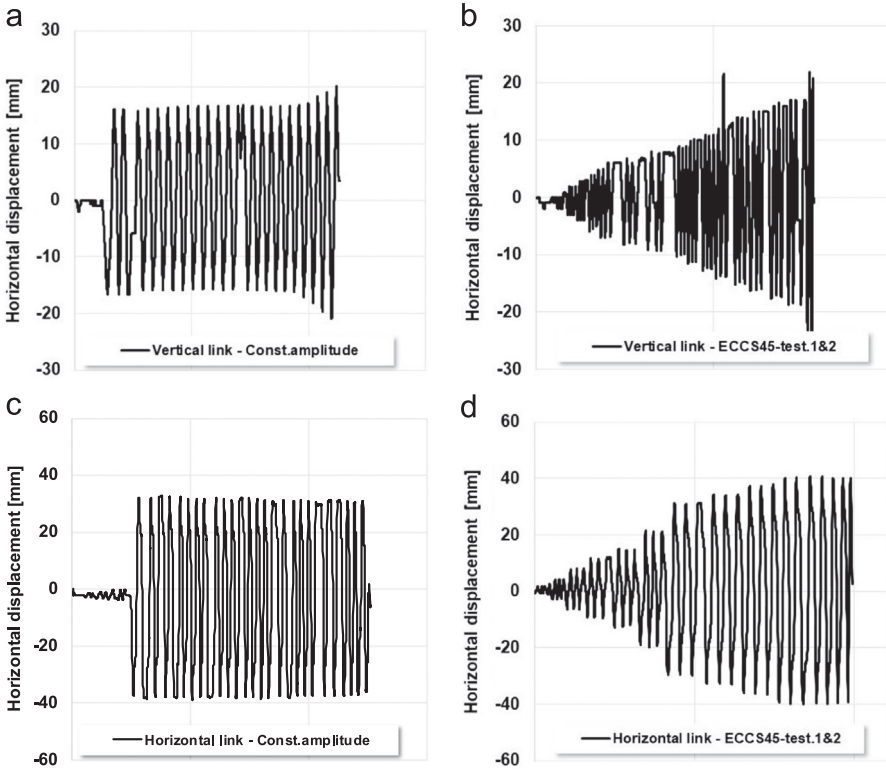 a
Horizontal displacement [mm]
30
20
10
0
-10
-20
-30
Vertical link - Const.amplitude
b
Horizontal displacement [mm]
30
20
10
0
-10
-20
-30
Vertical link - ECCS45-test.1&2
c
Horizontal displacement [mm]
60
40
20
0
-20
-40
-60
Horizontal link - Const.amplitude
d
Horizontal displacement [mm]
60
40
20
0
-20
-40
-60
Horizontal link - ECCS45-test.1&2